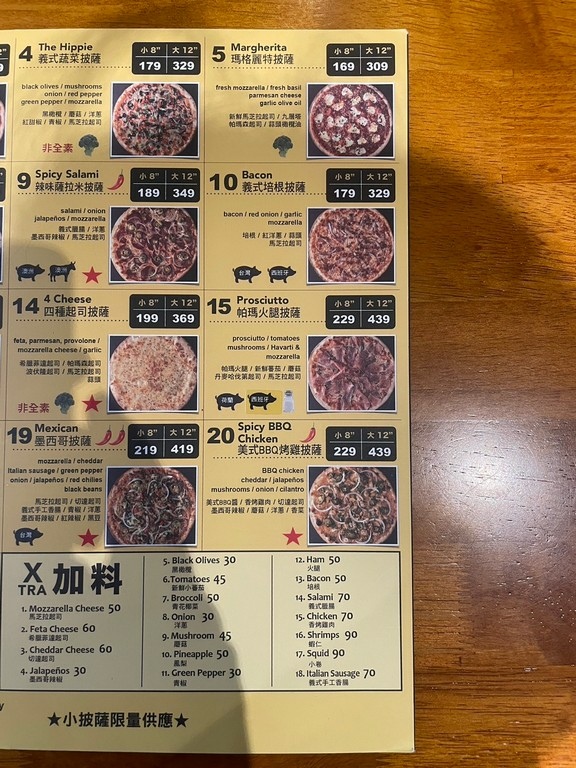 4 The Hippie
義式蔬菜披薩
小 8" 大 12"
179 329
black olives / mushrooms
onion / red pepper
green pepper / mozzarella
黑橄欖 / 蘑菇 / 洋蔥
紅甜椒 / 青椒 / 馬芝拉起司
非全素
5 Margherita
瑪格麗特披薩
小 8" 大 12"
169 309
fresh mozzarella / fresh basil
parmesan cheese
garlic olive oil
新鮮馬芝拉起司 / 九層塔
帕瑪森起司 / 蒜頭橄欖油
9 Spicy Salami
辣味薩拉米披薩
小 8" 大 12"
189 349
salami / onion
jalapeños / mozzarella
義式臘腸 / 洋蔥
墨西哥辣椒 / 馬芝拉起司
澳洲 澳洲
10 Bacon
義式培根披薩
小 8" 大 12"
179 329
bacon / red onion / garlic
mozzarella
培根 / 紅洋蔥 / 蒜頭
馬芝拉起司
台灣 西班牙
14 4 Cheese
四種起司披薩
小 8" 大 12"
199 369
feta, parmesan, provolone /
mozzarella cheese / garlic
希臘菲達起司 / 帕瑪森起司
波伏隆起司 / 馬芝拉起司
蒜頭
非全素
15 Prosciutto
帕瑪火腿披薩
小 8" 大 12"
229 439
prosciutto / tomatoes
mushrooms / Havarti &
mozzarella
帕瑪火腿 / 新鮮蕃茄 / 蘑菇
丹麥哈伐第起司 / 馬芝拉起司
荷蘭 西班牙
19 Mexican
墨西哥披薩
小 8" 大 12"
219 419
mozzarella / cheddar
Italian sausage / green pepper
onion / jalapeños / red chilies
black beans
馬芝拉起司 / 切達起司
義式手工香腸 / 青椒 / 洋蔥
墨西哥辣椒 / 紅辣椒 / 黑豆
台灣
20 Spicy BBQ
Chicken
美式BBQ烤雞披薩
小 8" 大 12"
229 439
BBQ chicken
cheddar / jalapeños
mushrooms / onion / cilantro
美式BBQ醬 / 香烤雞肉 / 切達起司
墨西哥辣椒 / 蘑菇 / 洋蔥 / 香菜
XTRA 加料
1. Mozzarella Cheese 50
馬芝拉起司
2. Feta Cheese 60
希臘菲達起司
3. Cheddar Cheese 60
切達起司
4. Jalapeños 30
墨西哥辣椒
5. Black Olives 30
黑橄欖
6. Tomatoes 45
新鮮小蕃茄
7. Broccoli 50
青花椰菜
8. Onion 30
洋蔥
9. Mushroom 45
蘑菇
10. Pineapple 50
鳳梨
11. Green Pepper 30
青椒
12. Ham 50
火腿
13. Bacon 50
培根
14. Salami 70
義式臘腸
15. Chicken 70
香烤雞肉
16. Shrimps 90
蝦仁
17. Squid 90
小卷
18. Italian Sausage 70
義式手工香腸
★小披薩限量供應★